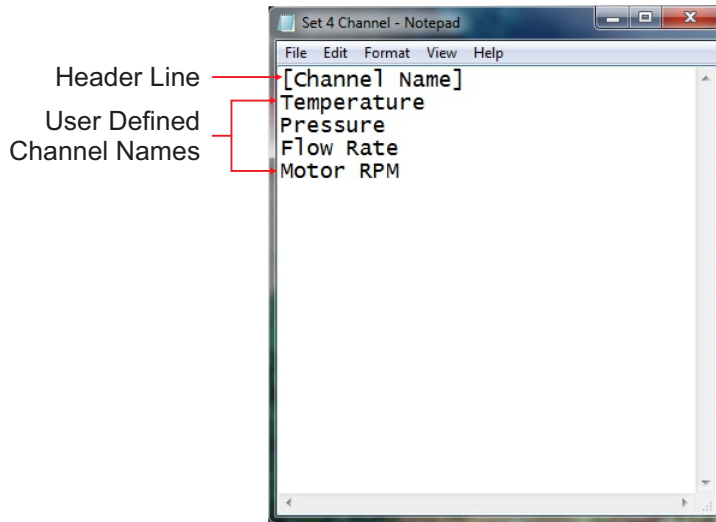 Set 4 Channel - Notepad
File Edit Format View Help
Header Line
[Channel Name]
User Defined
Channel Names
Temperature
Pressure
Flow Rate
Motor RPM